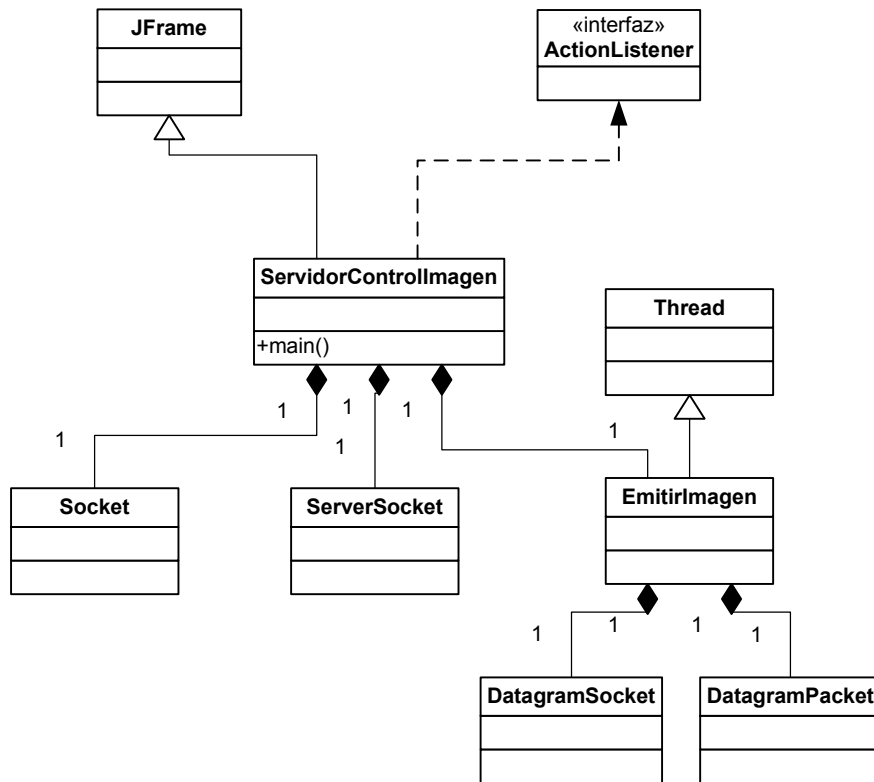 JFrame
«interfaz»
ActionListener
ServidorControlImagen
+main()
Thread
1
1
1
1
1
1
Socket
ServerSocket
EmitirImagen
1
1
1
1
DatagramSocket
DatagramPacket